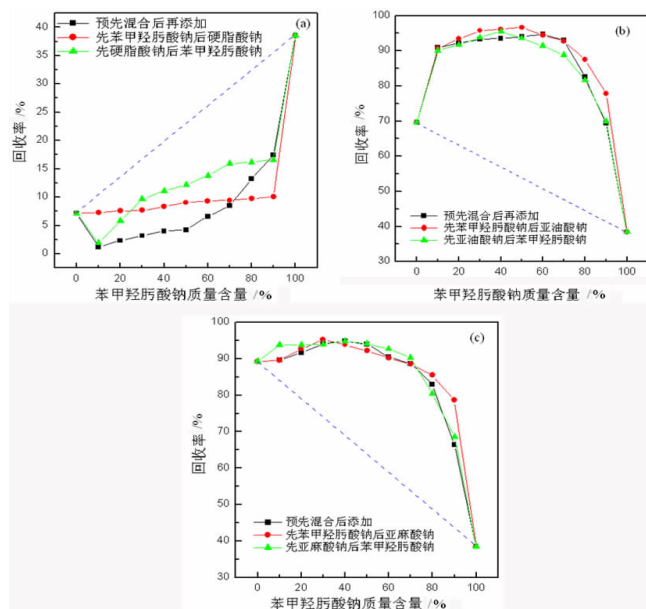 (a)
预先混合后再添加
先苯甲羟肟酸钠后硬脂酸钠
先硬脂酸钠后苯甲羟肟酸钠
回收率 /%
40
35
30
25
20
15
10
5
0
0 20 40 60 80 100
苯甲羟肟酸钠质量含量 /%
(b)
预先混合后再添加
先苯甲羟肟酸钠后亚油酸钠
先亚油酸钠后苯甲羟肟酸钠
回收率 /%
100
90
80
70
60
50
40
30
0 20 40 60 80 100
苯甲羟肟酸钠质量含量 /%
(c)
预先混合后添加
先苯甲羟肟酸钠后亚麻酸钠
先亚麻酸钠后苯甲羟肟酸钠
回收率 /%
100
90
80
70
60
50
40
30
0 20 40 60 80 100
苯甲羟肟酸钠质量含量 /%